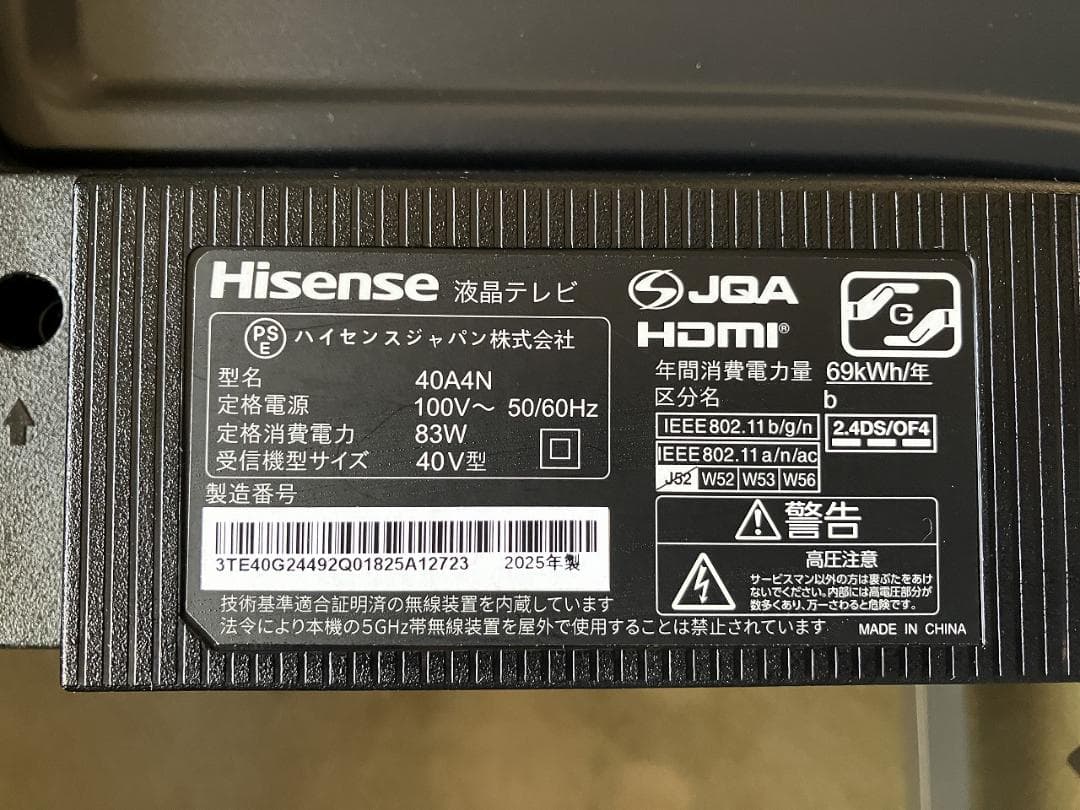 Hisense 液晶テレビ
PSE ハイセンスジャパン株式会社
型名 40A4N
定格電源 100V～ 50/60Hz
定格消費電力 83W
受信機型サイズ 40V型
製造番号
3TE40G24492Q01825A12723 2025年製
技術基準適合証明済の無線装置を内蔵しています
法令により本機の5GHz帯無線装置を屋外で使用することは禁止されています
JQA
HDMI®
G
年間消費電力量 69kWh/年
区分名 b
IEEE802.11b/g/n
2.4DS/OF4
IEEE802.11a/n/ac
J52 W52 W53 W56
警告
高圧注意
サービスマン以外の方は裏ぶたをあけ
ないでください。内部には高電圧部分が
数多くあり、万一さわると危険です。
MADE IN CHINA